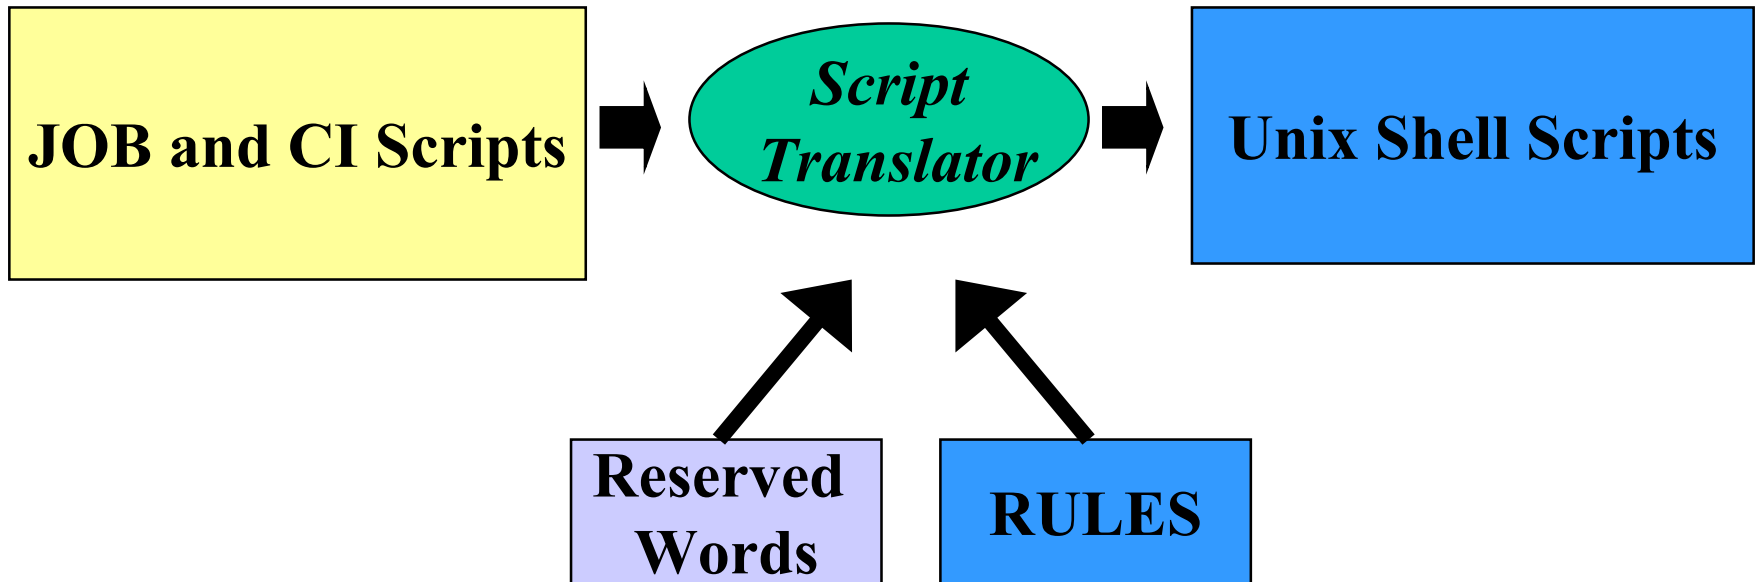 JOB and CI Scripts
Script
Translator
Unix Shell Scripts
Reserved
Words
RULES